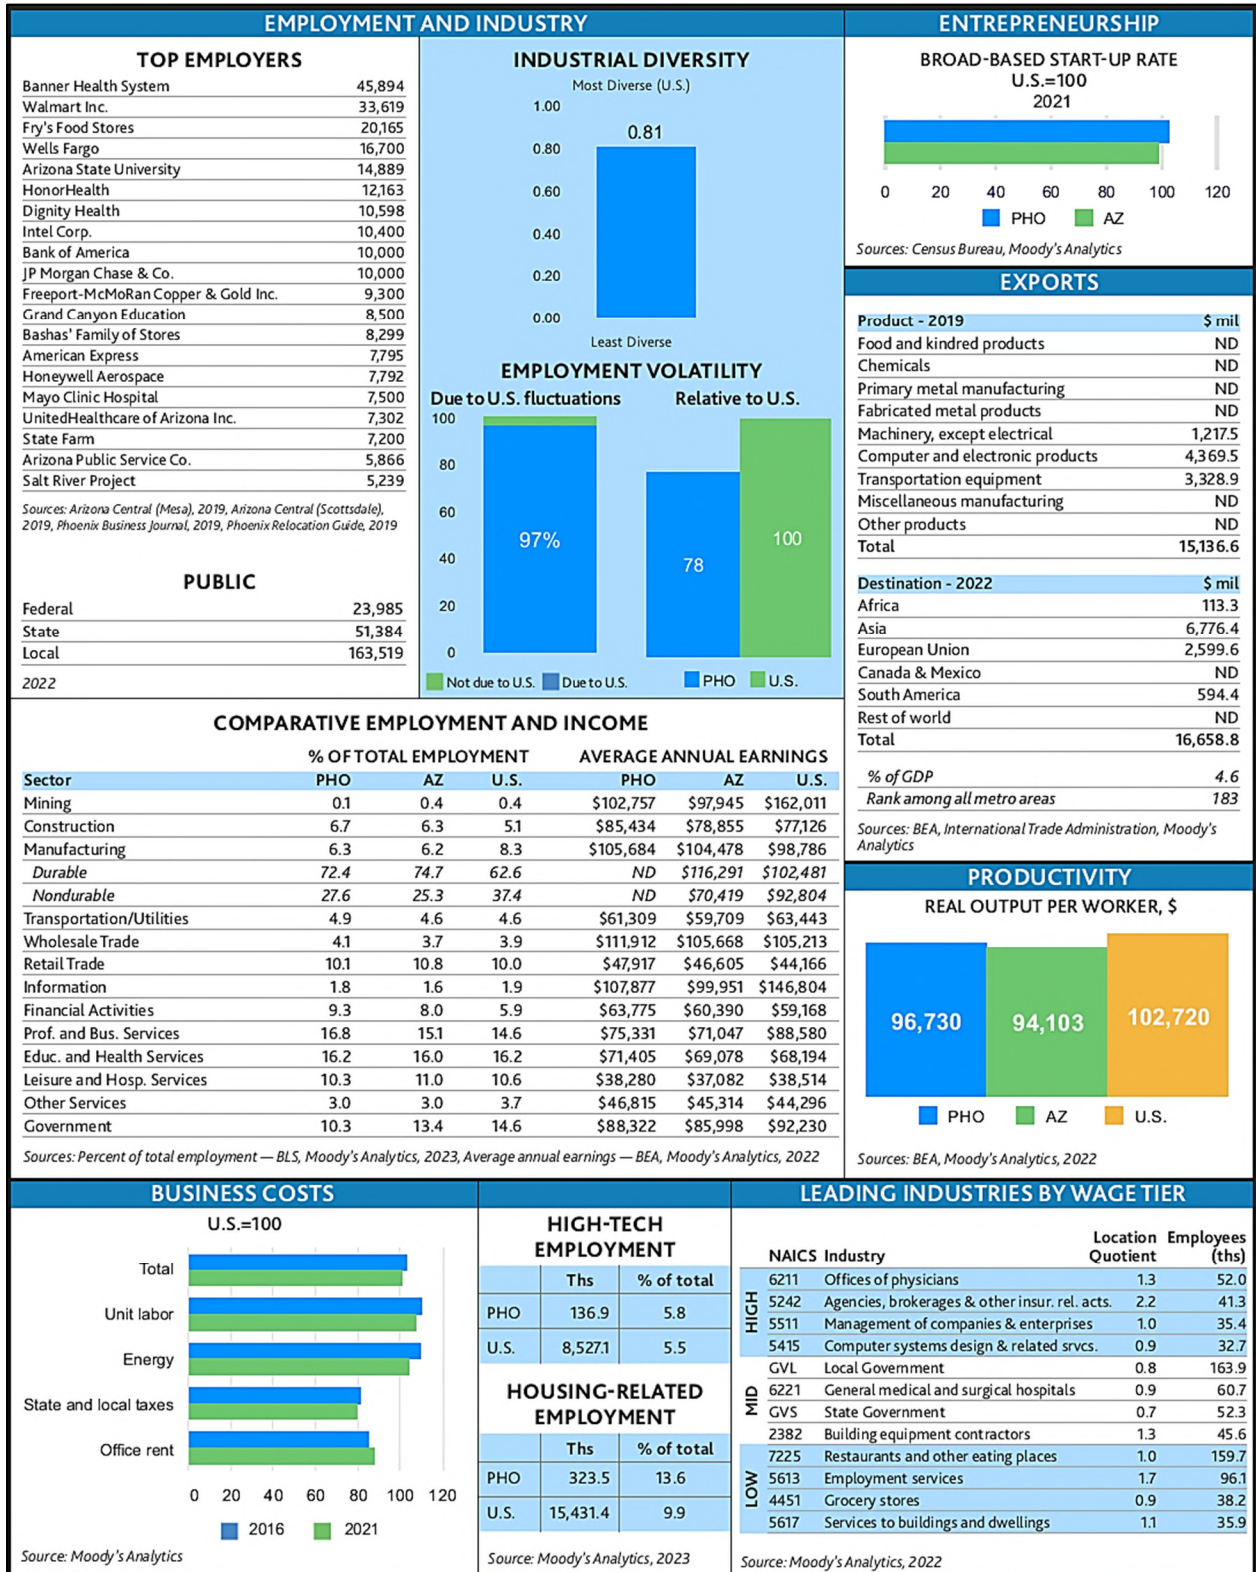 EMPLOYMENT AND INDUSTRY
TOP EMPLOYERS
Banner Health System 45,894
Walmart Inc. 33,619
Fry's Food Stores 20,165
Wells Fargo 16,700
Arizona State University 14,889
HonorHealth 12,163
Dignity Health 10,598
Intel Corp. 10,400
Bank of America 10,000
JP Morgan Chase & Co. 10,000
Freeport-McMoRan Copper & Gold Inc. 9,300
Grand Canyon Education 8,500
Bashas' Family of Stores 8,299
American Express 7,795
Honeywell Aerospace 7,792
Mayo Clinic Hospital 7,500
UnitedHealthcare of Arizona Inc. 7,302
State Farm 7,200
Arizona Public Service Co. 5,866
Salt River Project 5,239
Sources: Arizona Central (Mesa), 2019, Arizona Central (Scottsdale),
2019, Phoenix Business Journal, 2019, Phoenix Relocation Guide, 2019
PUBLIC
Federal 23,985
State 51,384
Local 163,519
2022
INDUSTRIAL DIVERSITY
Most Diverse (U.S.)
1.00
0.81
0.80
0.60
0.40
0.20
0.00
Least Diverse
EMPLOYMENT VOLATILITY
Due to U.S. fluctuations Relative to U.S.
100
80
60
40
20
0
97%
78
100
Not due to U.S. Due to U.S. PHO U.S.
ENTREPRENEURSHIP
BROAD-BASED START-UP RATE
U.S.=100
2021
0 20 40 60 80 100 120
PHO AZ
Sources: Census Bureau, Moody's Analytics
EXPORTS
Product - 2019 $ mil
Food and kindred products ND
Chemicals ND
Primary metal manufacturing ND
Fabricated metal products ND
Machinery, except electrical 1,217.5
Computer and electronic products 4,369.5
Transportation equipment 3,328.9
Miscellaneous manufacturing ND
Other products ND
Total 15,136.6
Destination - 2022 $ mil
Africa 113.3
Asia 6,776.4
European Union 2,599.6
Canada & Mexico ND
South America 594.4
Rest of world ND
Total 16,658.8
% of GDP 4.6
Rank among all metro areas 183
Sources: BEA, International Trade Administration, Moody's
Analytics
COMPARATIVE EMPLOYMENT AND INCOME
% OF TOTAL EMPLOYMENT AVERAGE ANNUAL EARNINGS
Sector PHO AZ U.S. PHO AZ U.S.
Mining 0.1 0.4 0.4 $102,757 $97,945 $162,011
Construction 6.7 6.3 5.1 $85,434 $78,855 $77,126
Manufacturing 6.3 6.2 8.3 $105,684 $104,478 $98,786
Durable 72.4 74.7 62.6 ND $116,291 $102,481
Nondurable 27.6 25.3 37.4 ND $70,419 $92,804
Transportation/Utilities 4.9 4.6 4.6 $61,309 $59,709 $63,443
Wholesale Trade 4.1 3.7 3.9 $111,912 $105,668 $105,213
Retail Trade 10.1 10.8 10.0 $47,917 $46,605 $44,166
Information 1.8 1.6 1.9 $107,877 $99,951 $146,804
Financial Activities 9.3 8.0 5.9 $63,775 $60,390 $59,168
Prof. and Bus. Services 16.8 15.1 14.6 $75,331 $71,047 $88,580
Educ. and Health Services 16.2 16.0 16.2 $71,405 $69,078 $68,194
Leisure and Hosp. Services 10.3 11.0 10.6 $38,280 $37,082 $38,514
Other Services 3.0 3.0 3.7 $46,815 $45,314 $44,296
Government 10.3 13.4 14.6 $88,322 $85,998 $92,230
Sources: Percent of total employment — BLS, Moody's Analytics, 2023, Average annual earnings — BEA, Moody's Analytics, 2022
PRODUCTIVITY
REAL OUTPUT PER WORKER, $
96,730 94,103 102,720
PHO AZ U.S.
Sources: BEA, Moody's Analytics, 2022
BUSINESS COSTS
U.S.=100
Total
Unit labor
Energy
State and local taxes
Office rent
0 20 40 60 80 100 120
2016 2021
Source: Moody's Analytics
HIGH-TECH
EMPLOYMENT
Ths % of total
PHO 136.9 5.8
U.S. 8,527.1 5.5
HOUSING-RELATED
EMPLOYMENT
Ths % of total
PHO 323.5 13.6
U.S. 15,431.4 9.9
Source: Moody's Analytics, 2023
LEADING INDUSTRIES BY WAGE TIER
Location Employees
NAICS Industry Quotient (ths)
HIGH
6211 Offices of physicians 1.3 52.0
5242 Agencies, brokerages & other insur. rel. acts. 2.2 41.3
5511 Management of companies & enterprises 1.0 35.4
5415 Computer systems design & related srvcs. 0.9 32.7
MID
GVL Local Government 0.8 163.9
6221 General medical and surgical hospitals 0.9 60.7
GVS State Government 0.7 52.3
2382 Building equipment contractors 1.3 45.6
LOW
7225 Restaurants and other eating places 1.0 159.7
5613 Employment services 1.7 96.1
4451 Grocery stores 0.9 38.2
5617 Services to buildings and dwellings 1.1 35.9
Source: Moody's Analytics, 2022